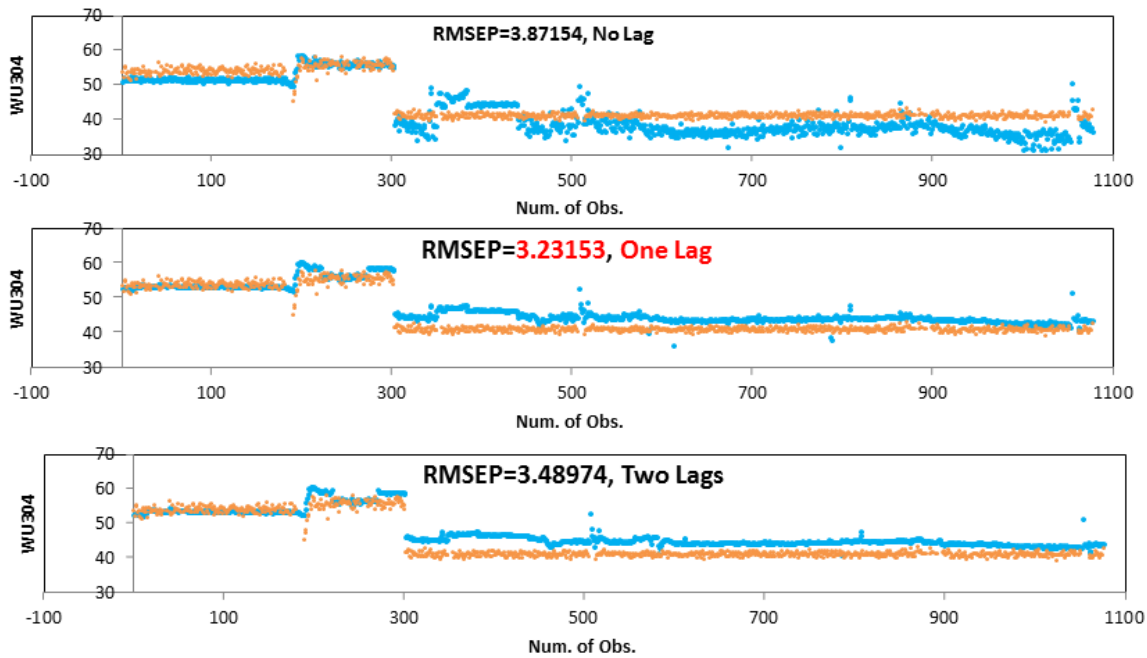 RMSEP=3.87154, No Lag
70
60
50
40
30
WU304
-100 100 300 500 700 900 1100
Num. of Obs.
RMSEP=3.23153, One Lag
70
60
50
40
30
WU304
-100 100 300 500 700 900 1100
Num. of Obs.
RMSEP=3.48974, Two Lags
70
60
50
40
30
WU304
-100 100 300 500 700 900 1100
Num. of Obs.